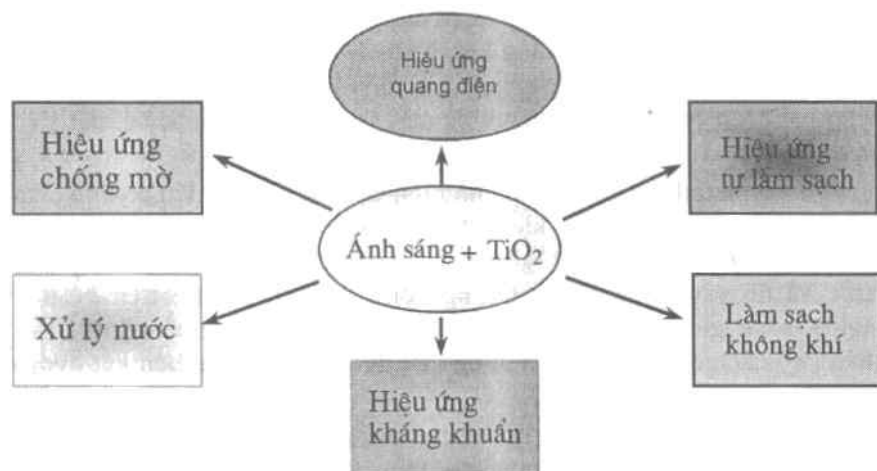 Hiệu ứng
quang điện
Hiệu ứng
chống mờ
Hiệu ứng
tự làm sạch
Ánh sáng + TiO₂
Xử lý nước
Làm sạch
không khí
Hiệu ứng
kháng khuẩn